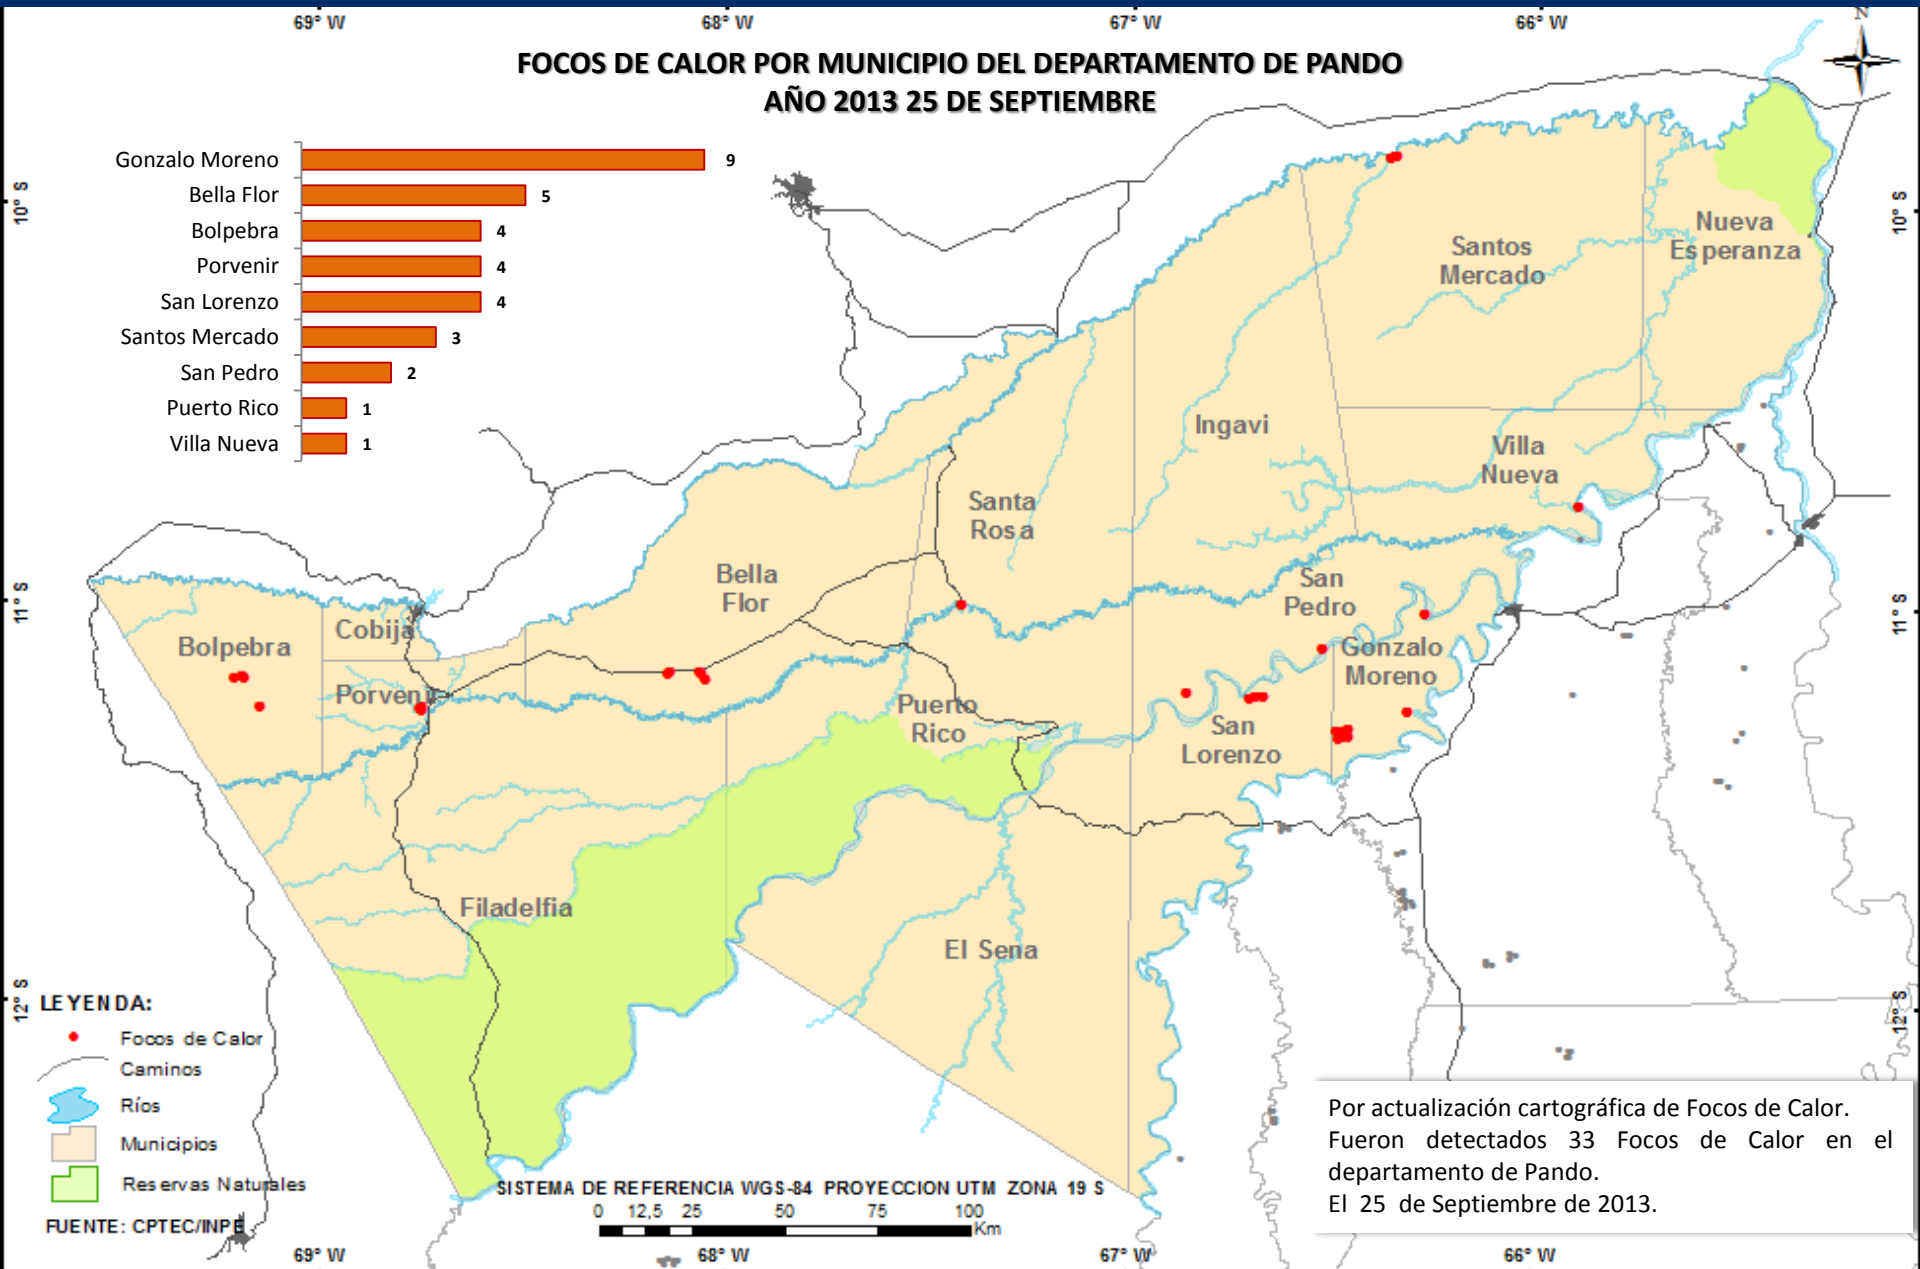 69° W 68° W 67° W 66° W
N
FOCOS DE CALOR POR MUNICIPIO DEL DEPARTAMENTO DE PANDO
AÑO 2013 25 DE SEPTIEMBRE
Gonzalo Moreno 9
Bella Flor 5
Bolpebra 4
Porvenir 4
San Lorenzo 4
Santos Mercado 3
San Pedro 2
Puerto Rico 1
Villa Nueva 1
10° S
10° S
Nueva
Esperanza
Santos
Mercado
Ingavi
Villa
Nueva
Santa
Rosa
Bella
Flor
San
Pedro
11° S
11° S
Cobija
Bolpebra
Gonzalo
Moreno
Porvenir
Puerto
Rico
San
Lorenzo
Filadelfia
El Sena
12° S
12° S
LEYENDA:
Focos de Calor
Caminos
Ríos
Municipios
Reservas Naturales
FUENTE: CPTEC/INPE
SISTEMA DE REFERENCIA WGS-84 PROYECCION UTM ZONA 19 S
0 12,5 25 50 75 100
Km
Por actualización cartográfica de Focos de Calor.
Fueron detectados 33 Focos de Calor en el
departamento de Pando.
El 25 de Septiembre de 2013.
69° W 68° W 67° W 66° W